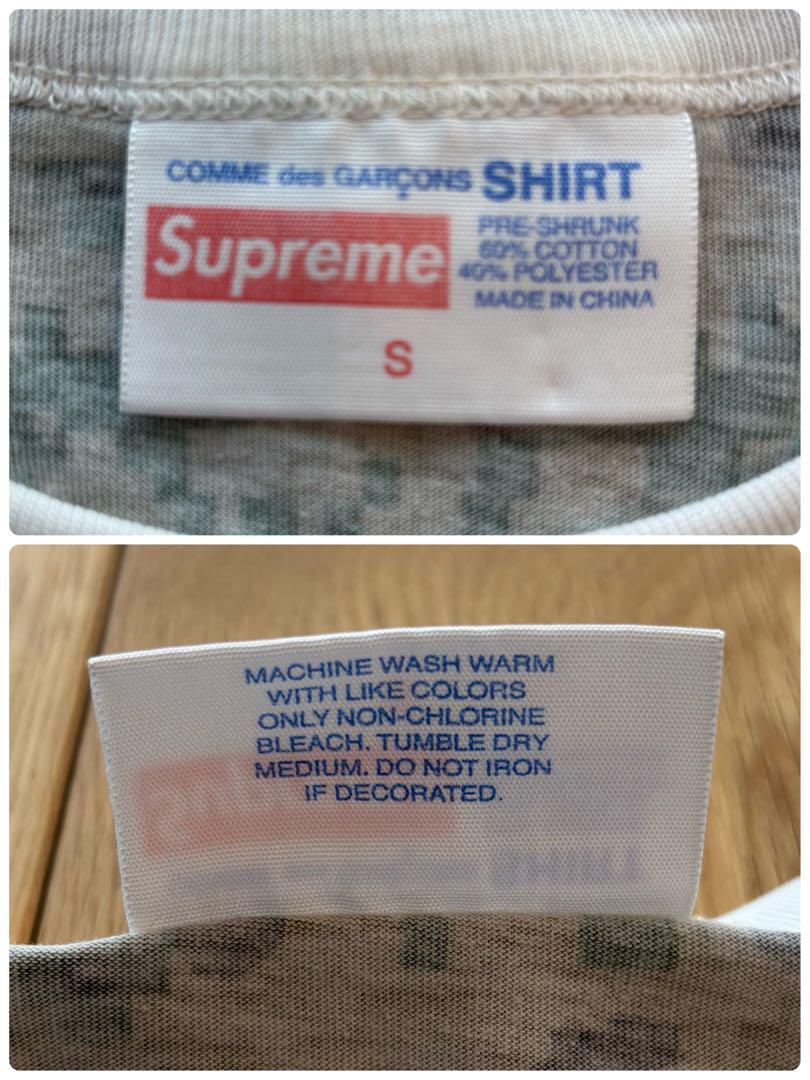 COMME des GARÇONS SHIRT
Supreme
PRE-SHRUNK
60% COTTON
40% POLYESTER
MADE IN CHINA
S
MACHINE WASH WARM
WITH LIKE COLORS
ONLY NON-CHLORINE
BLEACH. TUMBLE DRY
MEDIUM. DO NOT IRON
IF DECORATED.